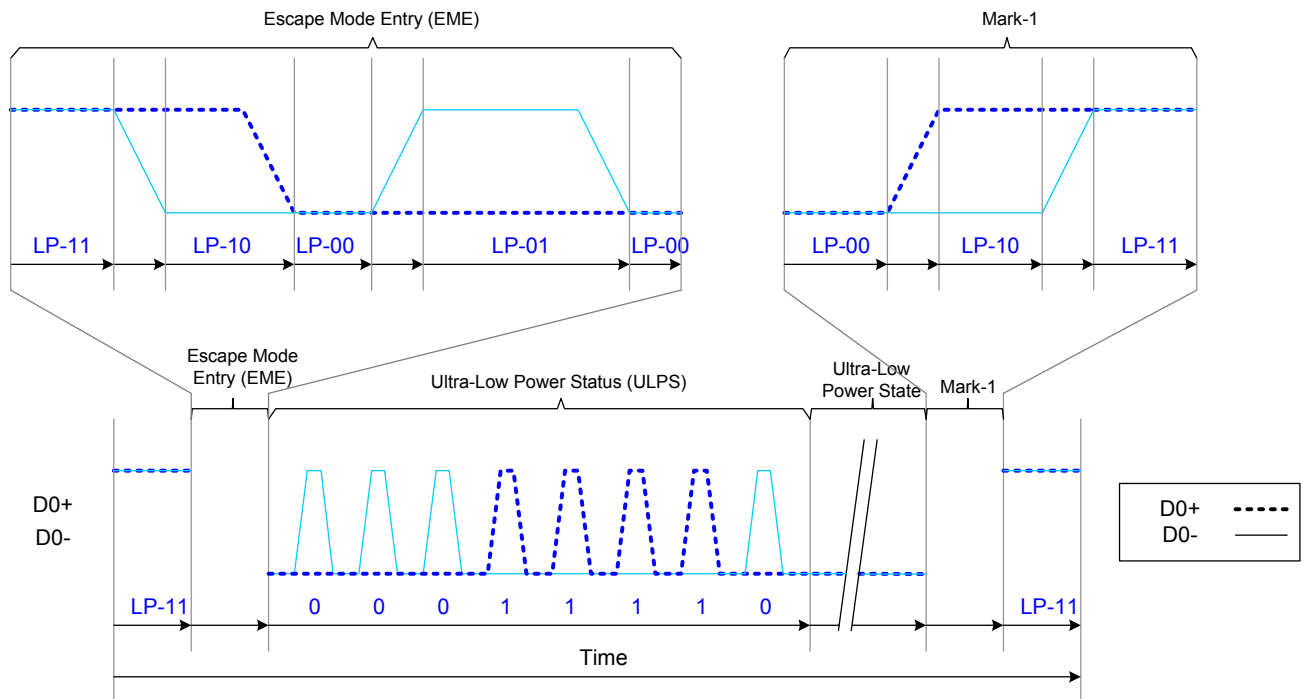 Escape Mode Entry (EME)
Mark-1
LP-11
LP-10
LP-00
LP-01
LP-00
LP-00
LP-10
LP-11
Escape Mode
Entry (EME)
Ultra-Low Power Status (ULPS)
Ultra-Low
Power State
Mark-1
D0+
D0-
D0+
D0-
LP-11
0 0 0 1 1 1 1 0
LP-11
Time